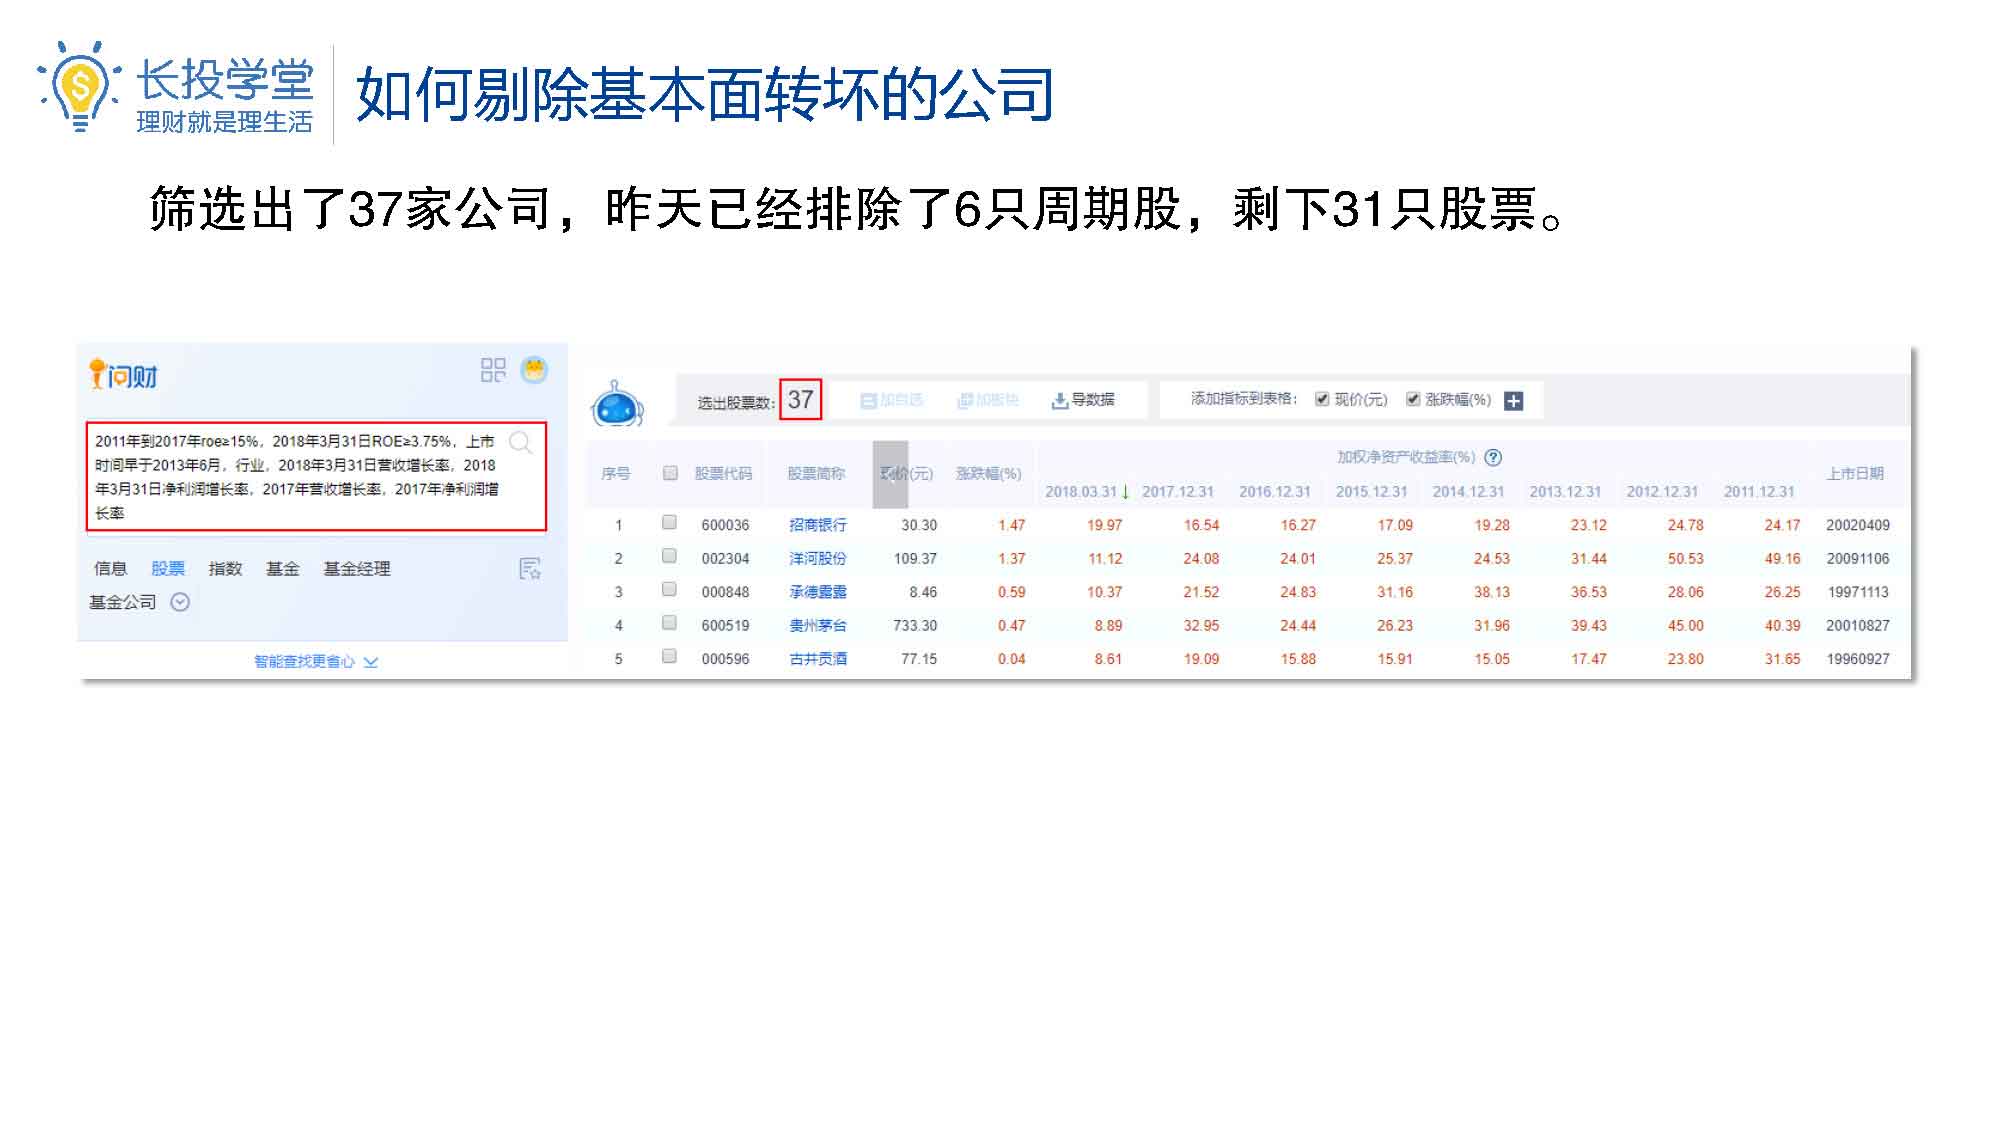 长投学堂
理财就是理生活
如何剔除基本面转坏的公司
筛选出了37家公司，昨天已经排除了6只周期股，剩下31只股票。
问财
2011年到2017年roe≥15%，2018年3月31日ROE≥3.75%，上市
时间早于2013年6月，行业，2018年3月31日营收增长率，2018
年3月31日净利润增长率，2017年营收增长率，2017年净利润增
长率
信息 股票 指数 基金 基金经理
基金公司
智能查找更省心
选出股票数: 37 加自选 加板块 导数据 添加指标到表格： 现价(元) 涨跌幅(%)
序号 股票代码 股票简称 现价(元) 涨跌幅(%) 加权净资产收益率(%) 上市日期
2018.03.31 2017.12.31 2016.12.31 2015.12.31 2014.12.31 2013.12.31 2012.12.31 2011.12.31
1 600036 招商银行 30.30 1.47 19.97 16.54 16.27 17.09 19.28 23.12 24.78 24.17 20020409
2 002304 洋河股份 109.37 1.37 11.12 24.08 24.01 25.37 24.53 31.44 50.53 49.16 20091106
3 000848 承德露露 8.46 0.59 10.37 21.52 24.83 31.16 38.13 36.53 28.06 26.25 19971113
4 600519 贵州茅台 733.30 0.47 8.89 32.95 24.44 26.23 31.96 39.43 45.00 40.39 20010827
5 000596 古井贡酒 77.15 0.04 8.61 19.09 15.88 15.91 15.05 17.47 23.80 31.65 19960927